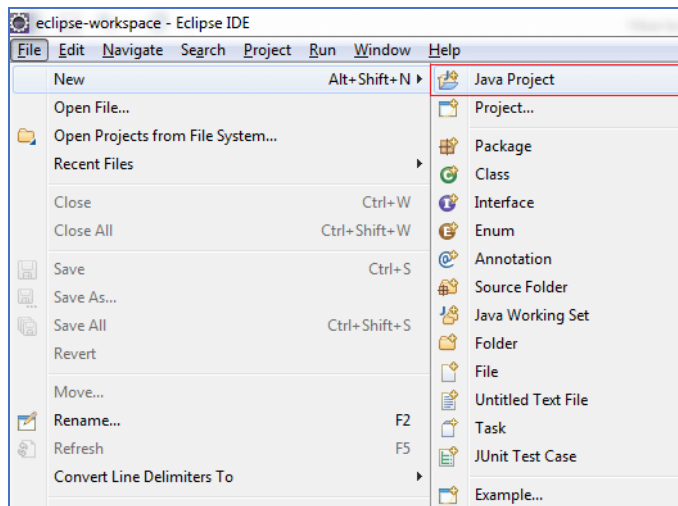 eclipse-workspace - Eclipse IDE
File Edit Navigate Search Project Run Window Help
New Alt+Shift+N
Open File...
Open Projects from File System...
Recent Files
Close Ctrl+W
Close All Ctrl+Shift+W
Save Ctrl+S
Save As...
Save All Ctrl+Shift+S
Revert
Move...
Rename... F2
Refresh F5
Convert Line Delimiters To
Java Project
Project...
Package
Class
Interface
Enum
Annotation
Source Folder
Java Working Set
Folder
File
Untitled Text File
Task
JUnit Test Case
Example...